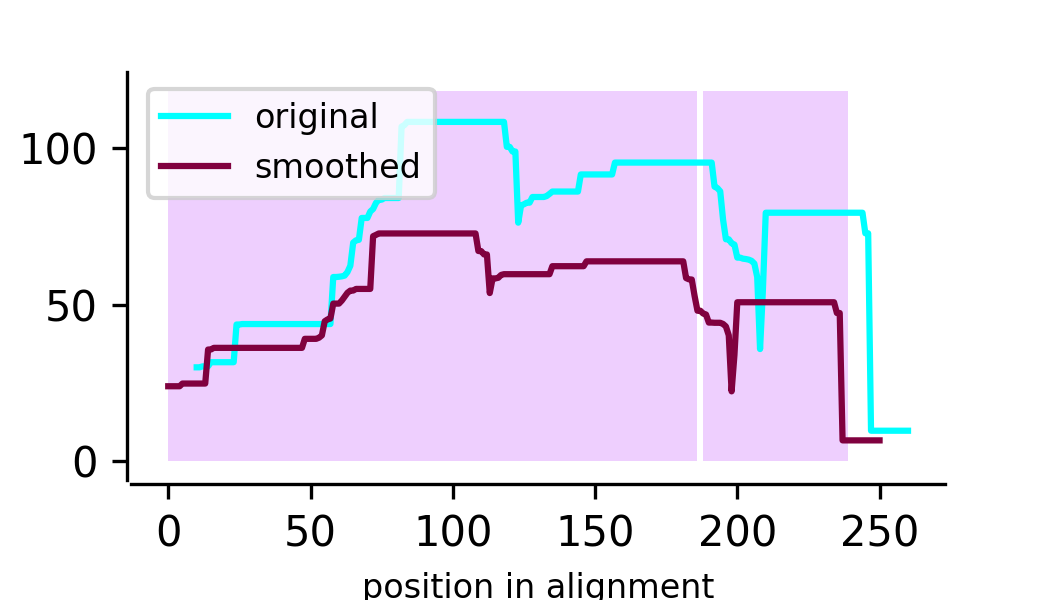 original
smoothed
100
50
0
0 50 100 150 200 250
position in alignment